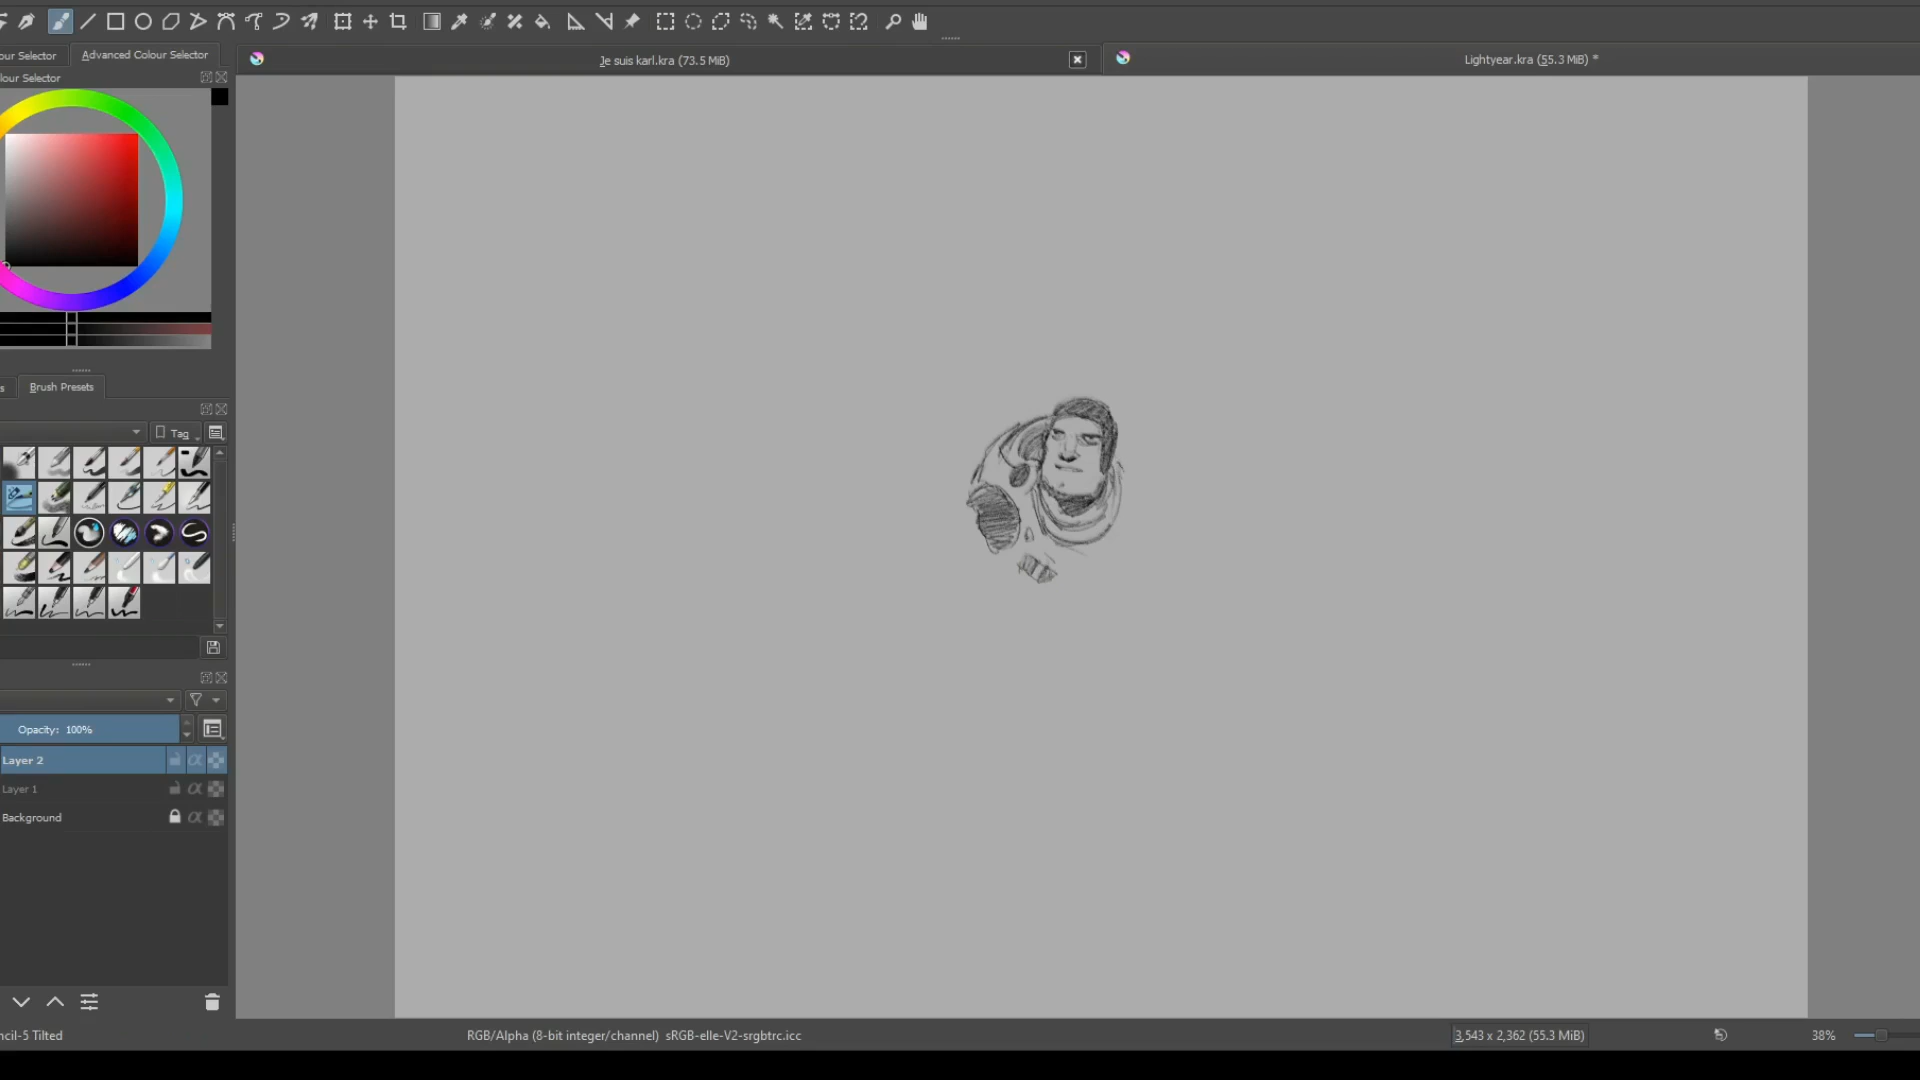 our Selector
Advanced Colour Selector
Je suis karl.kra (73.5 MiB)
Lightyear.kra (55.3 MiB) *
lour Selector
s
Brush Presets
Tag
Opacity: 100%
Layer 2
Layer 1
Background
ncil-5 Tilted
RGB/Alpha (8-bit integer/channel) sRGB-elle-V2-srgbtrc.icc
3,543 x 2,362 (55.3 MiB)
38%